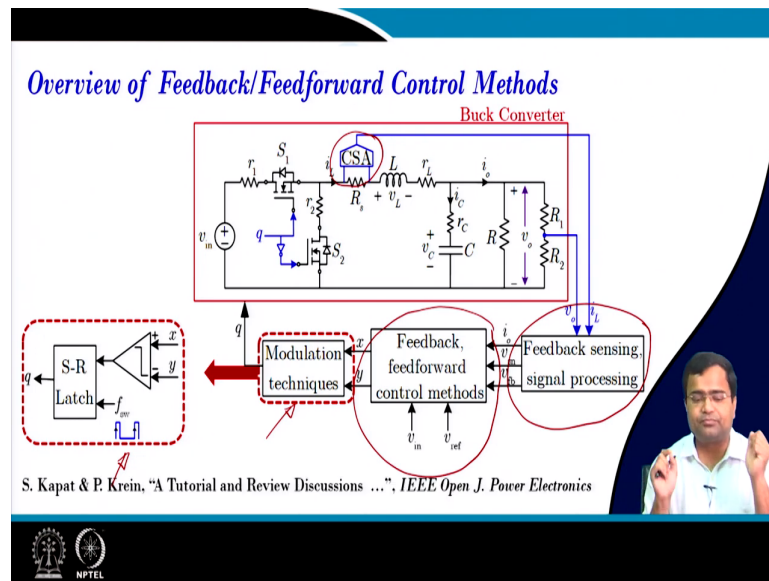 Overview of Feedback/Feedforward Control Methods
Buck Converter
r1
S1
iL
CSA
L
rL
io
Rs
+ vL −
iC
r2
vin
+
−
q
S2
rC
+
vC
−
C
R
+
vo
−
R1
R2
q
vo
iL
x
y
S-R
Latch
+
−
x
y
q
fsw
Modulation
techniques
Feedback,
feedforward
control methods
io
vfb
Feedback sensing,
signal processing
vin
vref
S. Kapat & P. Krein, "A Tutorial and Review Discussions ...", IEEE Open J. Power Electronics
NPTEL